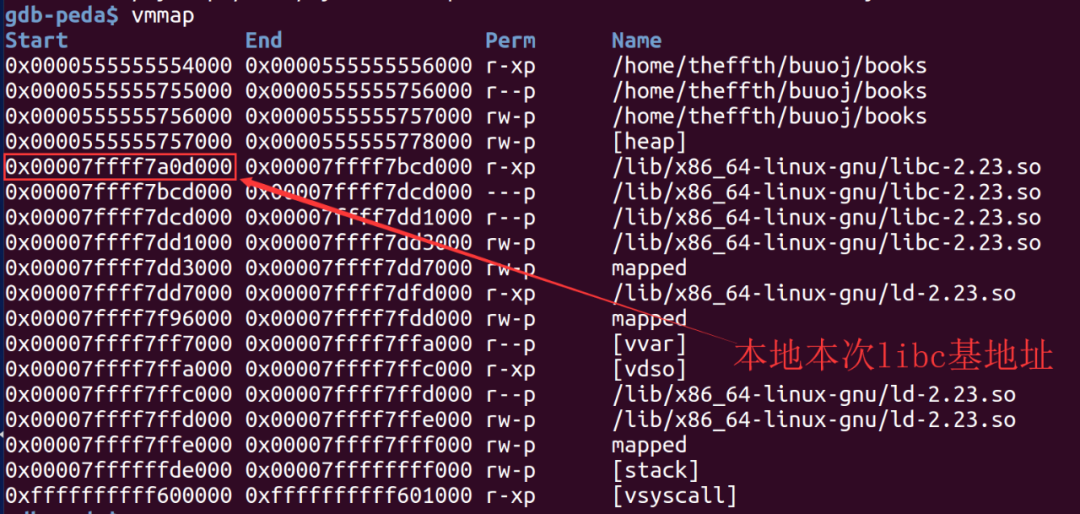 gdb-peda$ vmmap
Start End Perm Name
0x0000555555554000 0x0000555555556000 r-xp /home/theffth/buuoj/books
0x0000555555755000 0x0000555555756000 r--p /home/theffth/buuoj/books
0x0000555555756000 0x0000555555757000 rw-p /home/theffth/buuoj/books
0x0000555555757000 0x0000555555778000 rw-p [heap]
0x00007ffff7a0d000 0x00007ffff7bcd000 r-xp /lib/x86_64-linux-gnu/libc-2.23.so
0x00007ffff7bcd000 0x00007ffff7dcd000 ---p /lib/x86_64-linux-gnu/libc-2.23.so
0x00007ffff7dcd000 0x00007ffff7dd1000 r--p /lib/x86_64-linux-gnu/libc-2.23.so
0x00007ffff7dd1000 0x00007ffff7dd3000 rw-p /lib/x86_64-linux-gnu/libc-2.23.so
0x00007ffff7dd3000 0x00007ffff7dd7000 rw-p mapped
0x00007ffff7dd7000 0x00007ffff7dfd000 r-xp /lib/x86_64-linux-gnu/ld-2.23.so
0x00007ffff7f96000 0x00007ffff7fdd000 rw-p mapped
0x00007ffff7ff7000 0x00007ffff7ffa000 r--p [vvar]
0x00007ffff7ffa000 0x00007ffff7ffc000 r-xp [vdso]
本地本次libc基地址
0x00007ffff7ffc000 0x00007ffff7ffd000 r--p /lib/x86_64-linux-gnu/ld-2.23.so
0x00007ffff7ffd000 0x00007ffff7ffe000 rw-p /lib/x86_64-linux-gnu/ld-2.23.so
0x00007ffff7ffe000 0x00007ffff7fff000 rw-p mapped
0x00007ffffffde000 0x00007ffffffff000 rw-p [stack]
0xffffffffff600000 0xffffffffff601000 r-xp [vsyscall]